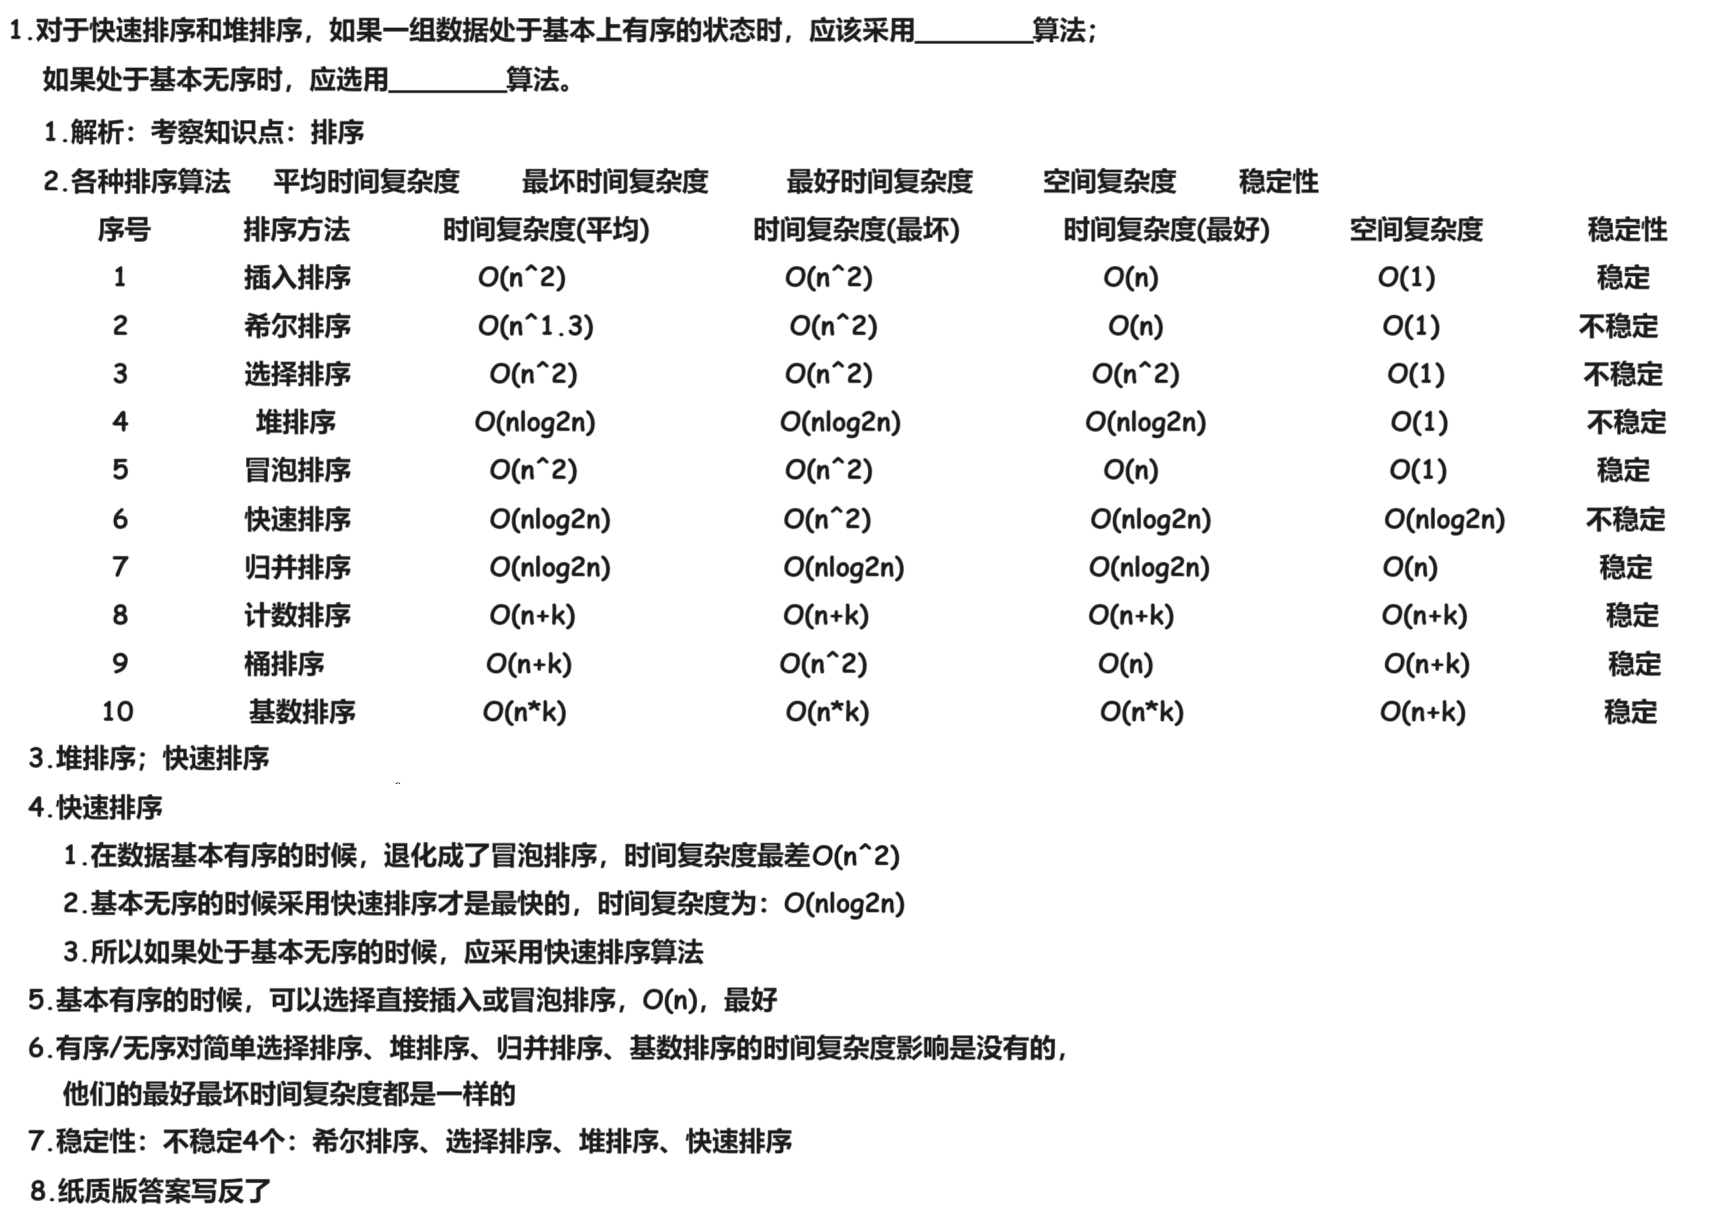 1.对于快速排序和堆排序，如果一组数据处于基本上有序的状态时，应该采用________算法；
如果处于基本无序时，应选用________算法。
1.解析：考察知识点：排序
2.各种排序算法 平均时间复杂度 最坏时间复杂度 最好时间复杂度 空间复杂度 稳定性
序号 排序方法 时间复杂度(平均) 时间复杂度(最坏) 时间复杂度(最好) 空间复杂度 稳定性
1 插入排序 O(n^2) O(n^2) O(n) O(1) 稳定
2 希尔排序 O(n^1.3) O(n^2) O(n) O(1) 不稳定
3 选择排序 O(n^2) O(n^2) O(n^2) O(1) 不稳定
4 堆排序 O(nlog2n) O(nlog2n) O(nlog2n) O(1) 不稳定
5 冒泡排序 O(n^2) O(n^2) O(n) O(1) 稳定
6 快速排序 O(nlog2n) O(n^2) O(nlog2n) O(nlog2n) 不稳定
7 归并排序 O(nlog2n) O(nlog2n) O(nlog2n) O(n) 稳定
8 计数排序 O(n+k) O(n+k) O(n+k) O(n+k) 稳定
9 桶排序 O(n+k) O(n^2) O(n) O(n+k) 稳定
10 基数排序 O(n*k) O(n*k) O(n*k) O(n+k) 稳定
3.堆排序；快速排序
4.快速排序
1.在数据基本有序的时候，退化成了冒泡排序，时间复杂度最差O(n^2)
2.基本无序的时候采用快速排序才是最快的，时间复杂度为：O(nlog2n)
3.所以如果处于基本无序的时候，应采用快速排序算法
5.基本有序的时候，可以选择直接插入或冒泡排序，O(n)，最好
6.有序/无序对简单选择排序、堆排序、归并排序、基数排序的时间复杂度影响是没有的，
他们的最好最坏时间复杂度都是一样的
7.稳定性：不稳定4个：希尔排序、选择排序、堆排序、快速排序
8.纸质版答案写反了